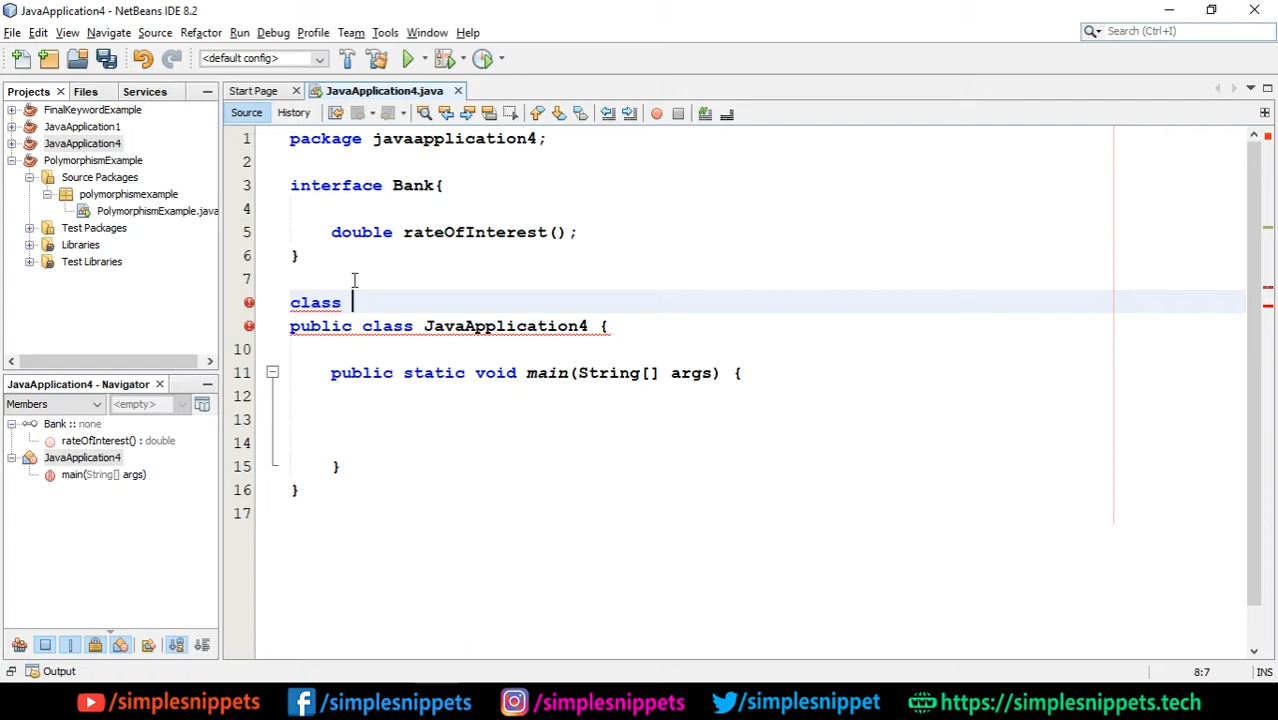 JavaApplication4 - NetBeans IDE 8.2
File Edit View Navigate Source Refactor Run Debug Profile Team Tools Window Help
Search (Ctrl+I)
<default config>
Projects Files Services
Start Page JavaApplication4.java
Source History
FinalKeywordExample
JavaApplication1
JavaApplication4
PolymorphismExample
Source Packages
polymorphismexample
PolymorphismExample.java
Test Packages
Libraries
Test Libraries
JavaApplication4 - Navigator
Members <empty>
Bank :: none
rateOfInterest() : double
JavaApplication4
main(String[] args)
1 package javaapplication4;
2
3 interface Bank{
4
5 double rateOfInterest();
6 }
7
class
public class JavaApplication4 {
10
11 public static void main(String[] args) {
12
13
14
15 }
16 }
17
Output
8:7 INS
/simplesnippets /simplesnippets /simplesnippets /simplesnippets https://simplesnippets.tech